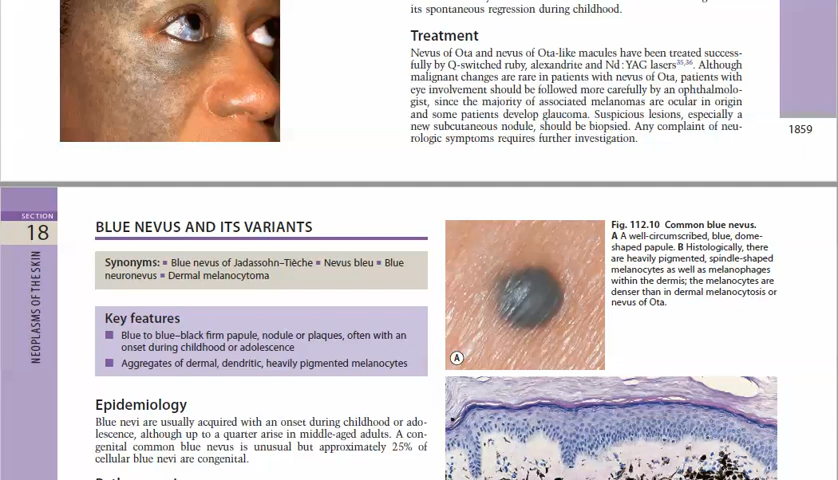 its spontaneous regression during childhood.
Treatment
Nevus of Ota and nevus of Ota-like macules have been treated success-
fully by Q-switched ruby, alexandrite and Nd:YAG lasers35,36. Although
malignant changes are rare in patients with nevus of Ota, patients with
eye involvement should be followed more carefully by an ophthalmolo-
gist, since the majority of associated melanomas are ocular in origin
and some patients develop glaucoma. Suspicious lesions, especially a
new subcutaneous nodule, should be biopsied. Any complaint of neu-
rologic symptoms requires further investigation.
1859
SECTION
18
NEOPLASMS OF THE SKIN
BLUE NEVUS AND ITS VARIANTS
Synonyms: ■ Blue nevus of Jadassohn–Tièche ■ Nevus bleu ■ Blue
neuronevus ■ Dermal melanocytoma
Key features
■ Blue to blue–black firm papule, nodule or plaques, often with an
onset during childhood or adolescence
■ Aggregates of dermal, dendritic, heavily pigmented melanocytes
Epidemiology
Blue nevi are usually acquired with an onset during childhood or ado-
lescence, although up to a quarter arise in middle-aged adults. A con-
genital common blue nevus is unusual but approximately 25% of
cellular blue nevi are congenital.
A
Fig. 112.10 Common blue nevus.
A A well-circumscribed, blue, dome-
shaped papule. B Histologically, there
are heavily pigmented, spindle-shaped
melanocytes as well as melanophages
within the dermis; the melanocytes are
denser than in dermal melanocytosis or
nevus of Ota.